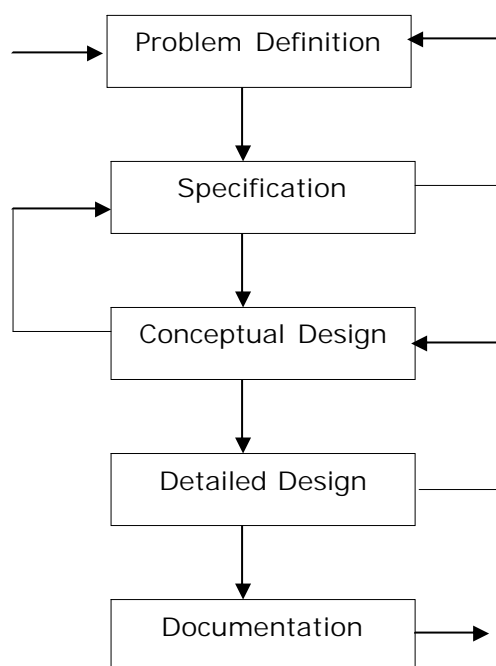 Problem Definition
Specification
Conceptual Design
Detailed Design
Documentation